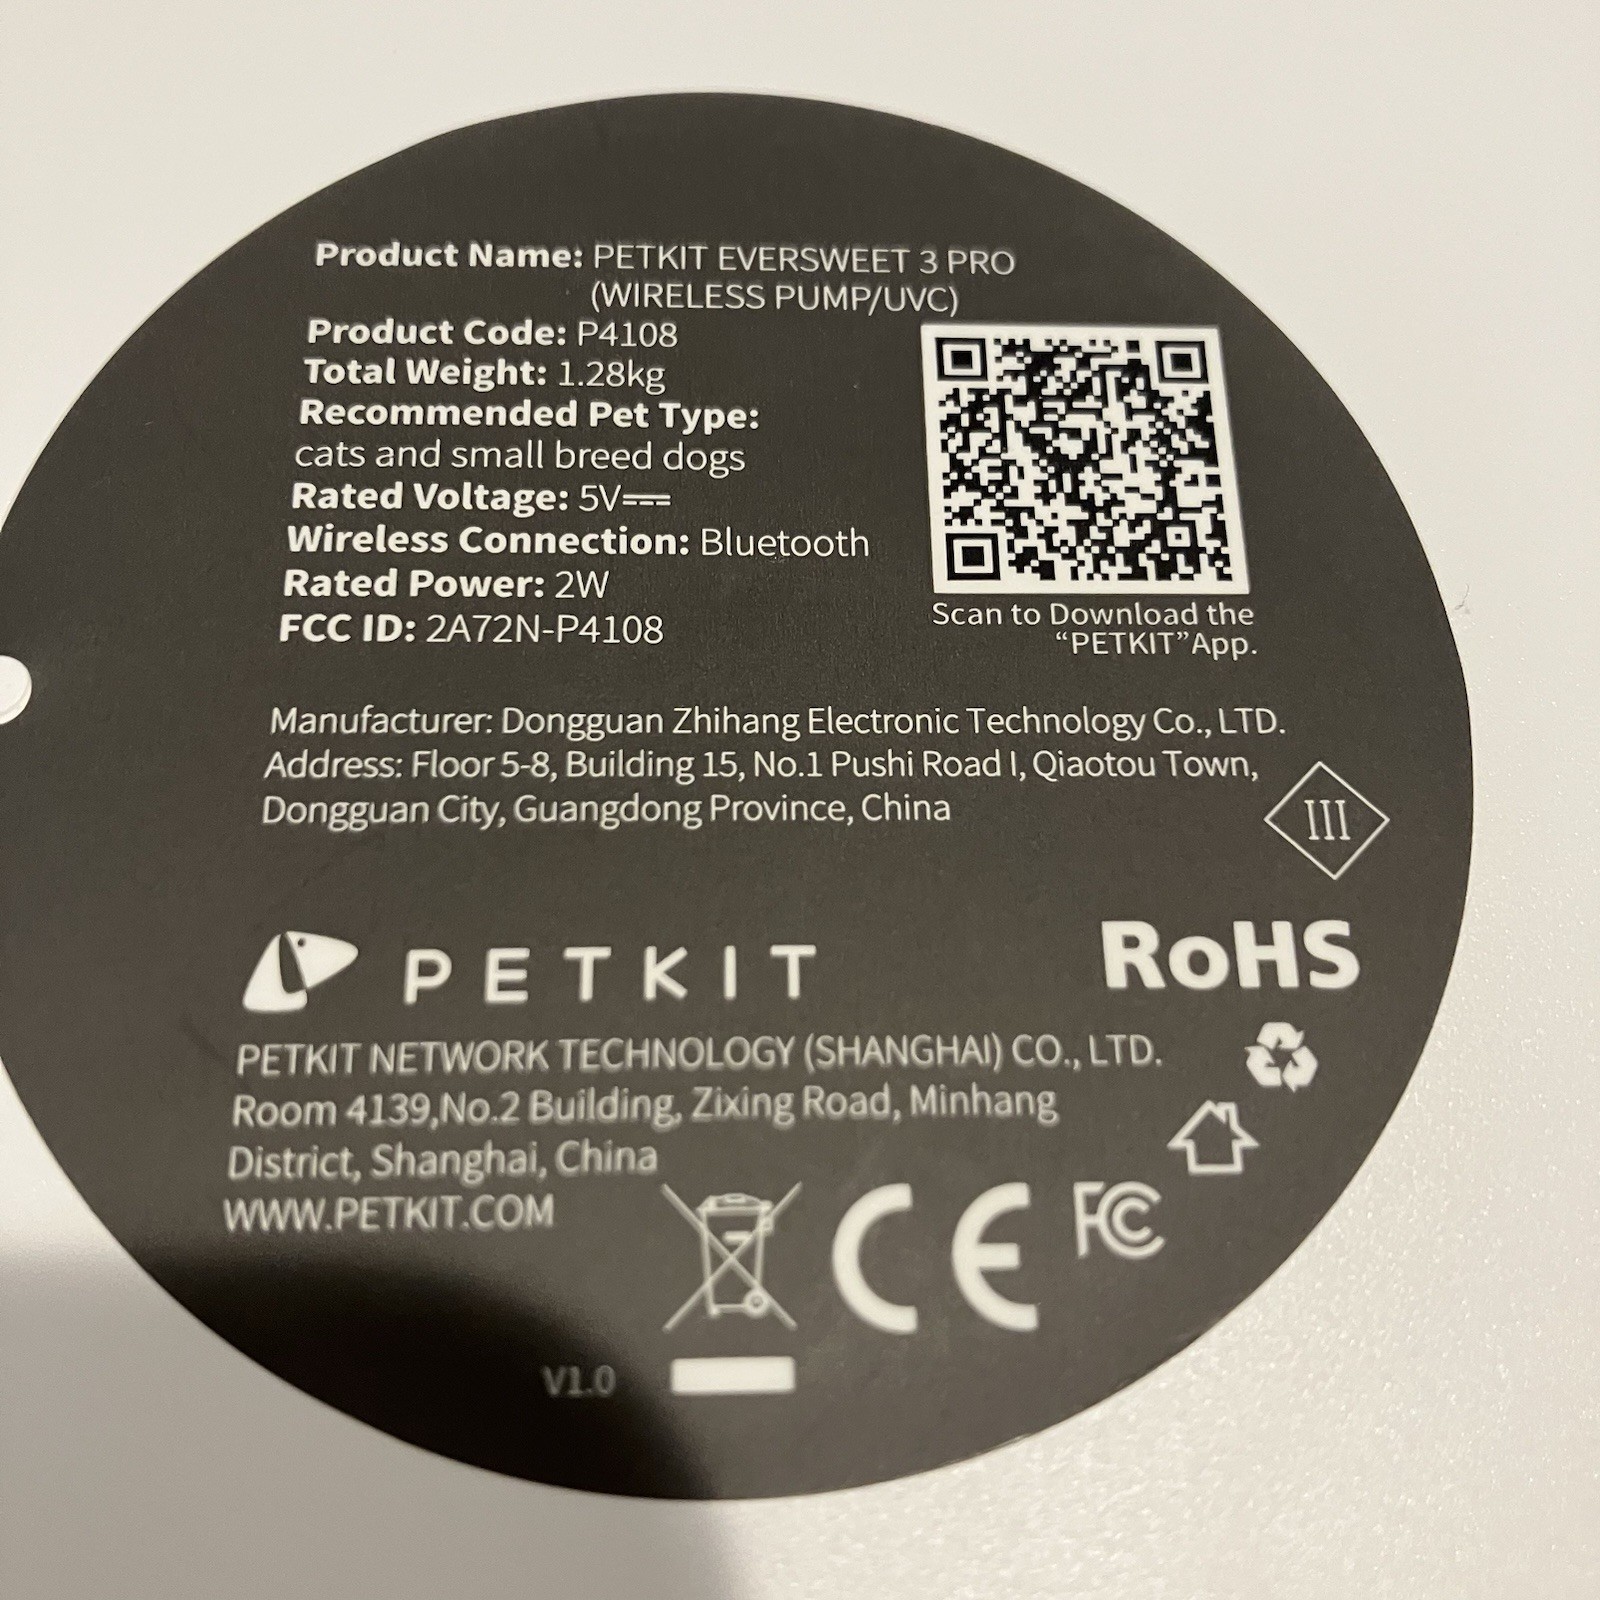 Product Name: PETKIT EVERSWEET 3 PRO
(WIRELESS PUMP/UVC)
Product Code: P4108
Total Weight: 1.28kg
Recommended Pet Type:
cats and small breed dogs
Rated Voltage: 5V⎓
Wireless Connection: Bluetooth
Rated Power: 2W
FCC ID: 2A72N-P4108
Scan to Download the
“PETKIT”App.
Manufacturer: Dongguan Zhihang Electronic Technology Co., LTD.
Address: Floor 5-8, Building 15, No.1 Pushi Road I, Qiaotou Town,
Dongguan City, Guangdong Province, China
III
PETKIT
RoHS
PETKIT NETWORK TECHNOLOGY (SHANGHAI) CO., LTD.
Room 4139,No.2 Building, Zixing Road, Minhang
District, Shanghai, China
WWW.PETKIT.COM
CE
FC
V1.0